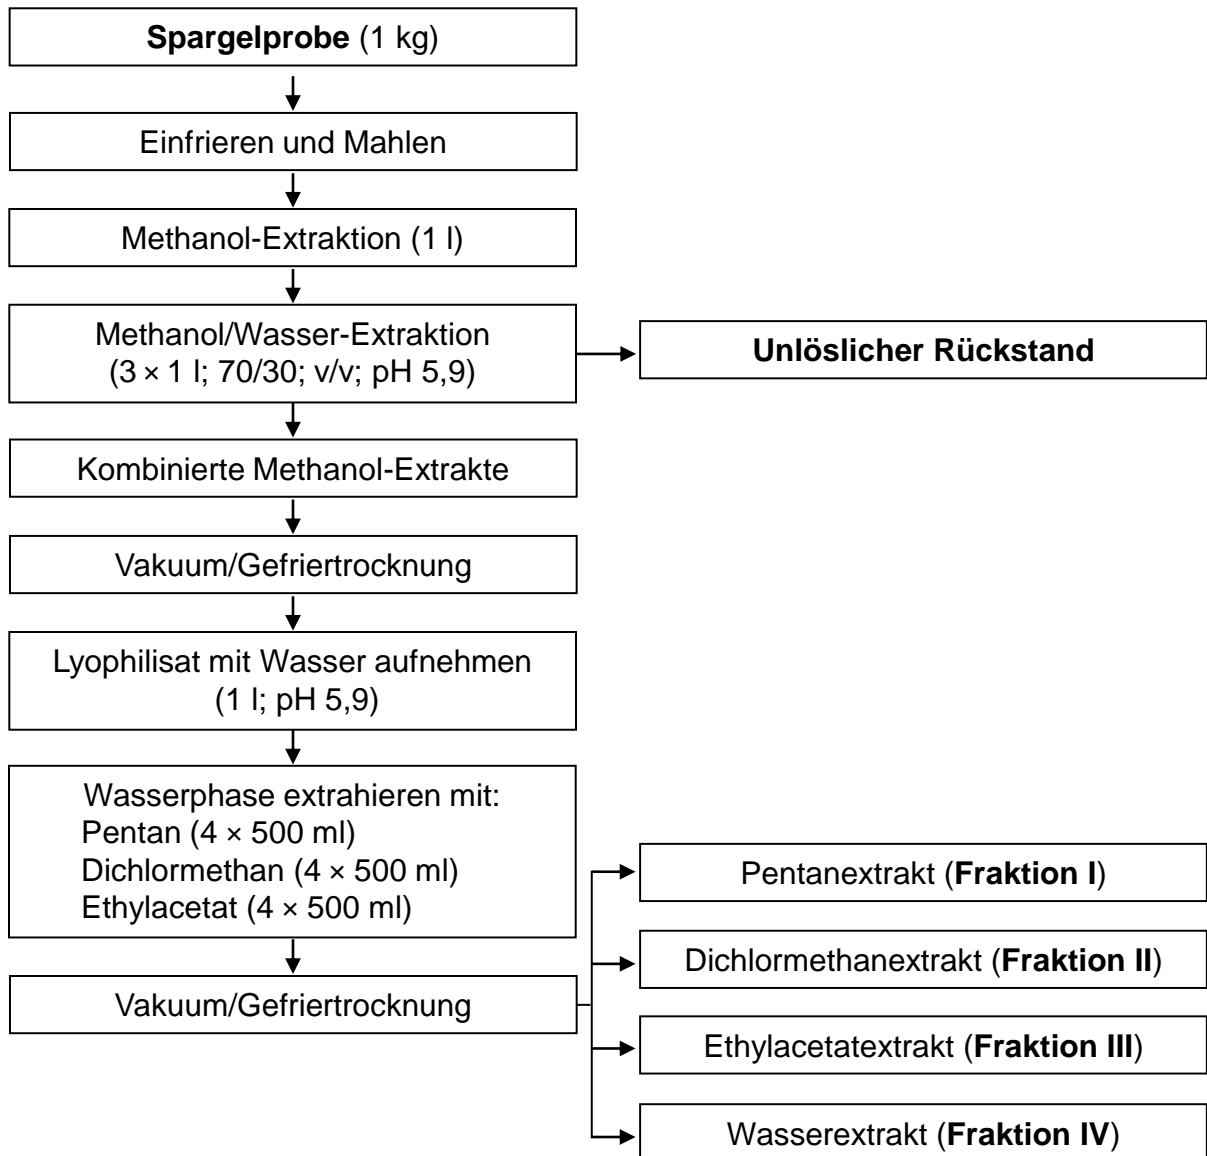 Spargelprobe (1 kg)
Einfrieren und Mahlen
Methanol-Extraktion (1 l)
Methanol/Wasser-Extraktion
(3 × 1 l; 70/30; v/v; pH 5,9)
Unlöslicher Rückstand
Kombinierte Methanol-Extrakte
Vakuum/Gefriertrocknung
Lyophilisat mit Wasser aufnehmen
(1 l; pH 5,9)
Wasserphase extrahieren mit:
Pentan (4 × 500 ml)
Dichlormethan (4 × 500 ml)
Ethylacetat (4 × 500 ml)
Vakuum/Gefriertrocknung
Pentanextrakt (Fraktion I)
Dichlormethanextrakt (Fraktion II)
Ethylacetatextrakt (Fraktion III)
Wasserextrakt (Fraktion IV)